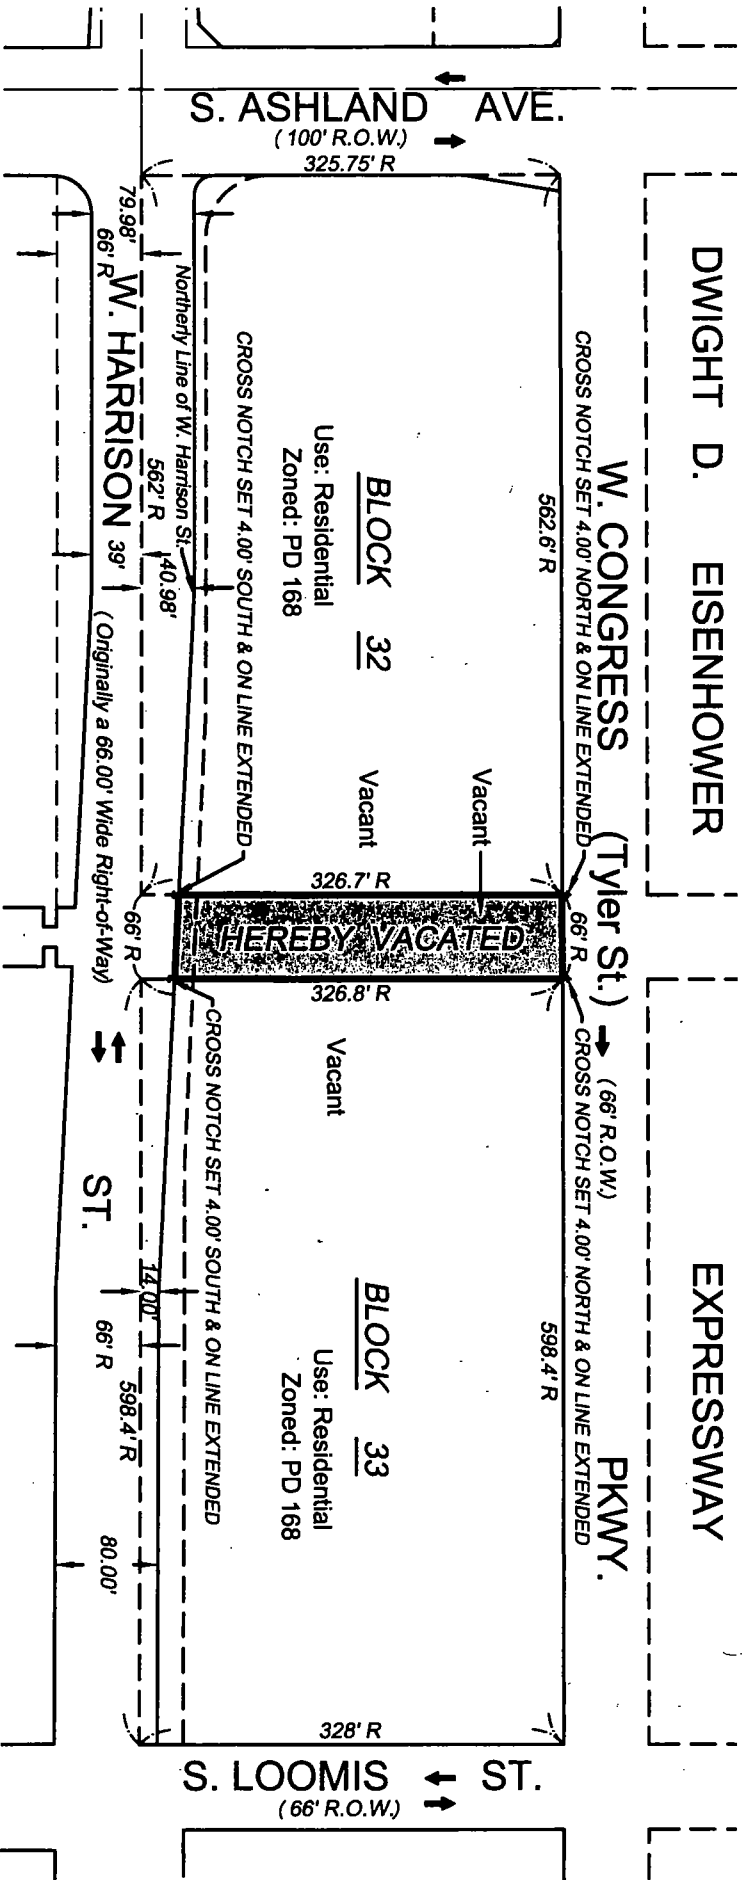 DWIGHT D. EISENHOWER EXPRESSWAY
W. CONGRESS (Tyler St.) PKWY.
(66' R.O.W.)
CROSS NOTCH SET 4.00' NORTH & ON LINE EXTENDED
CROSS NOTCH SET 4.00' NORTH & ON LINE EXTENDED
562.6' R
66' R
598.4' R
S. ASHLAND AVE.
(100' R.O.W.)
325.75' R
BLOCK 32
Use: Residential
Zoned: PD 168
Vacant
Vacant
326.7' R
HEREBY VACATED
326.8' R
Vacant
BLOCK 33
Use: Residential
Zoned: PD 168
328' R
S. LOOMIS ST.
(66' R.O.W.)
CROSS NOTCH SET 4.00' SOUTH & ON LINE EXTENDED
CROSS NOTCH SET 4.00' SOUTH & ON LINE EXTENDED
Northerly Line of W. Harrison St.
40.98'
14.00'
562' R
66' R
598.4' R
79.98'
66' R
39'
66' R
80.00'
W. HARRISON ST.
(Originally a 66.00' Wide Right-of-Way)